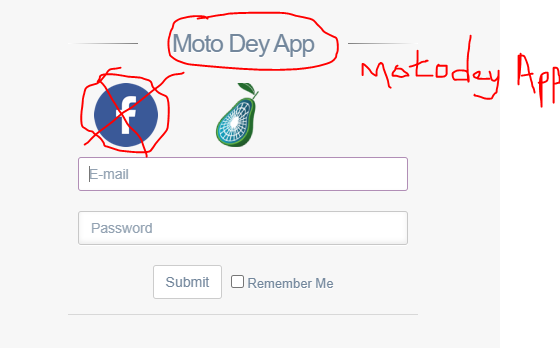 Moto Dey App
Motodey App
f
E-mail
Password
Submit Remember Me